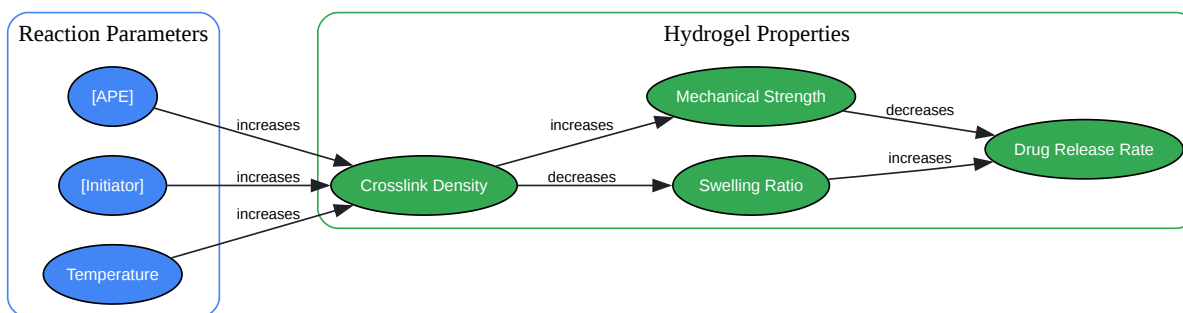 Reaction Parameters
Hydrogel Properties
[APE]
[Initiator]
Temperature
increases
increases
increases
Crosslink Density
increases
decreases
Mechanical Strength
Swelling Ratio
decreases
increases
Drug Release Rate